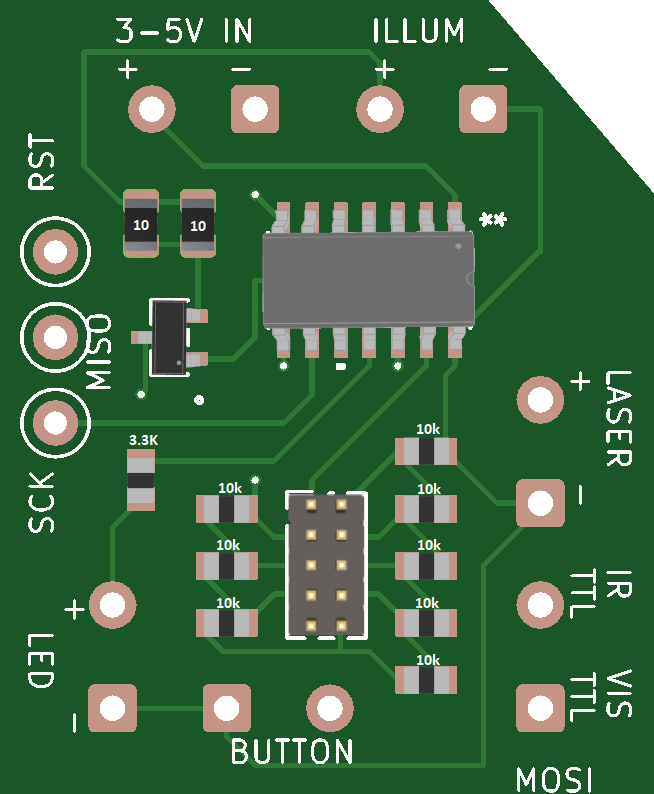 3-5V IN
ILLUM
+
-
+
-
RST
10
10
**
MISO
+
LASER
-
SCK
3.3K
10k
10k
10k
10k
10k
10k
10k
10k
+
LED
-
IR
TTL
VIS
TTL
BUTTON
MOSI